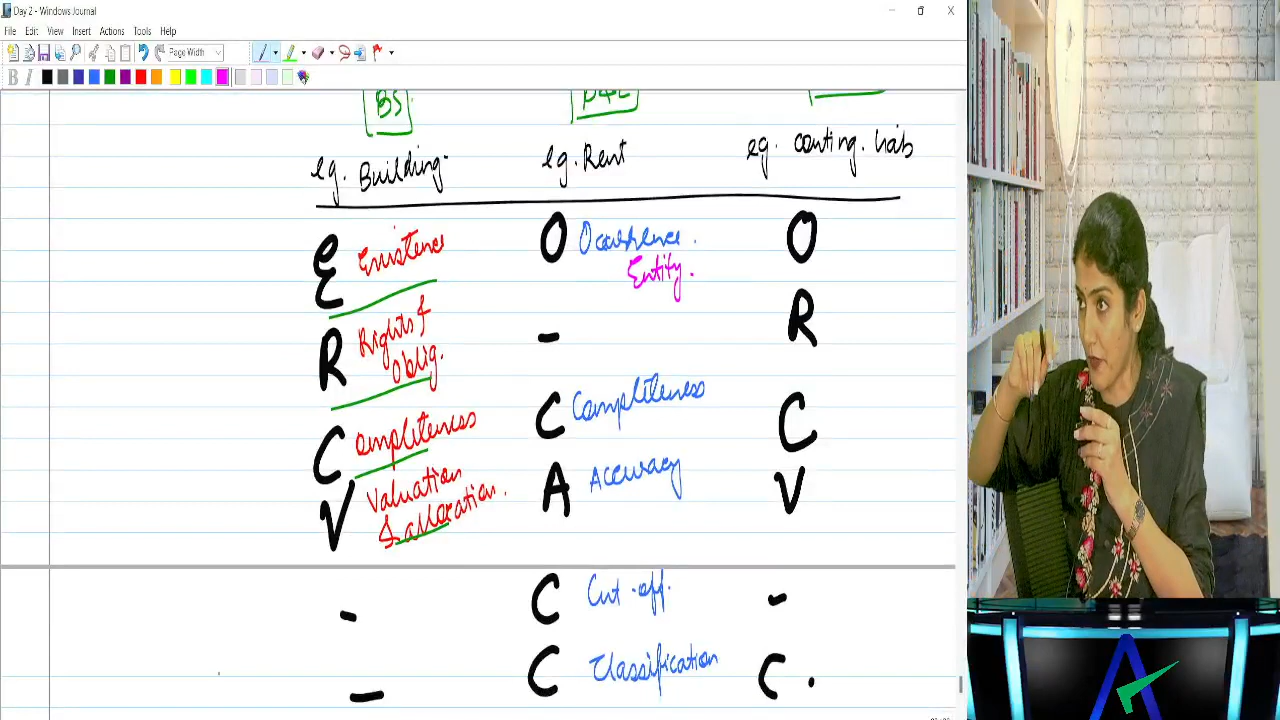 Day 2 - Windows Journal
File Edit View Insert Actions Tools Help
Page Width
B I
BS P&L
eg. Building eg. Rent eg. conting. liab
E Existence O Occurrence. O
Entity.
R Rights & Oblig. - R
C ompleteness C Completeness C
V Valuation & allocation. A Accuracy V
- C Cut-off. -
- C Classification C.